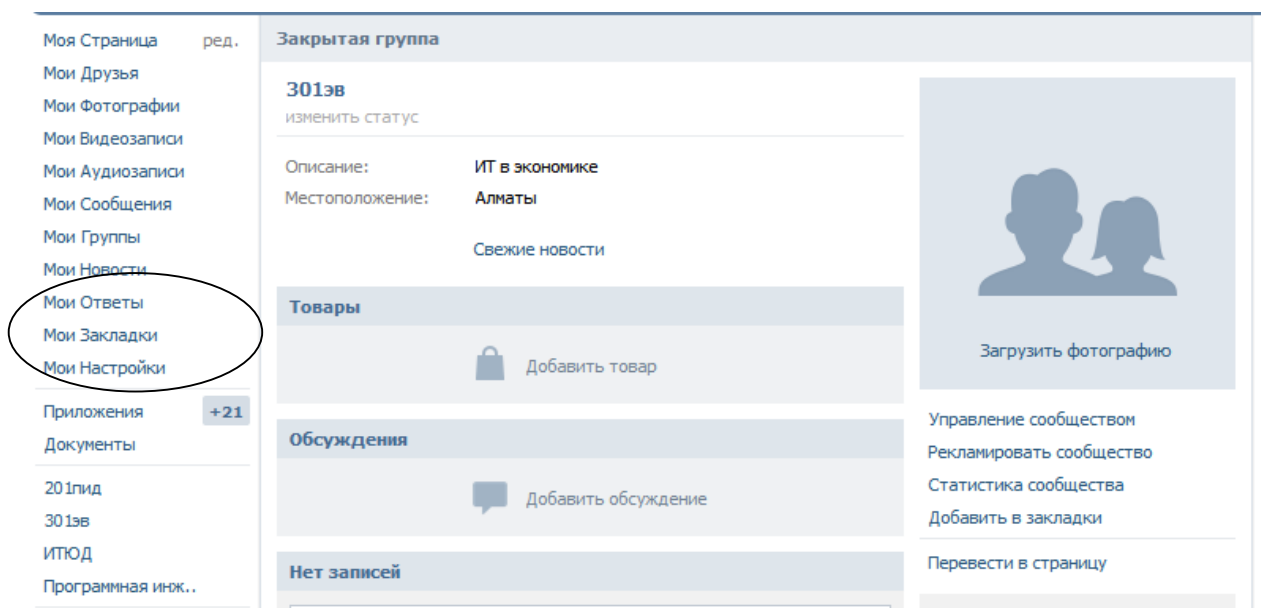 Моя Страница ред.
Мои Друзья
Мои Фотографии
Мои Видеозаписи
Мои Аудиозаписи
Мои Сообщения
Мои Группы
Мои Новости
Мои Ответы
Мои Закладки
Мои Настройки
Приложения +21
Документы
201пид
301эв
ИТЮД
Программная инж..
Закрытая группа
301эв
изменить статус
Описание: ИТ в экономике
Местоположение: Алматы
Свежие новости
Товары
Добавить товар
Обсуждения
Добавить обсуждение
Нет записей
Загрузить фотографию
Управление сообществом
Рекламировать сообщество
Статистика сообщества
Добавить в закладки
Перевести в страницу